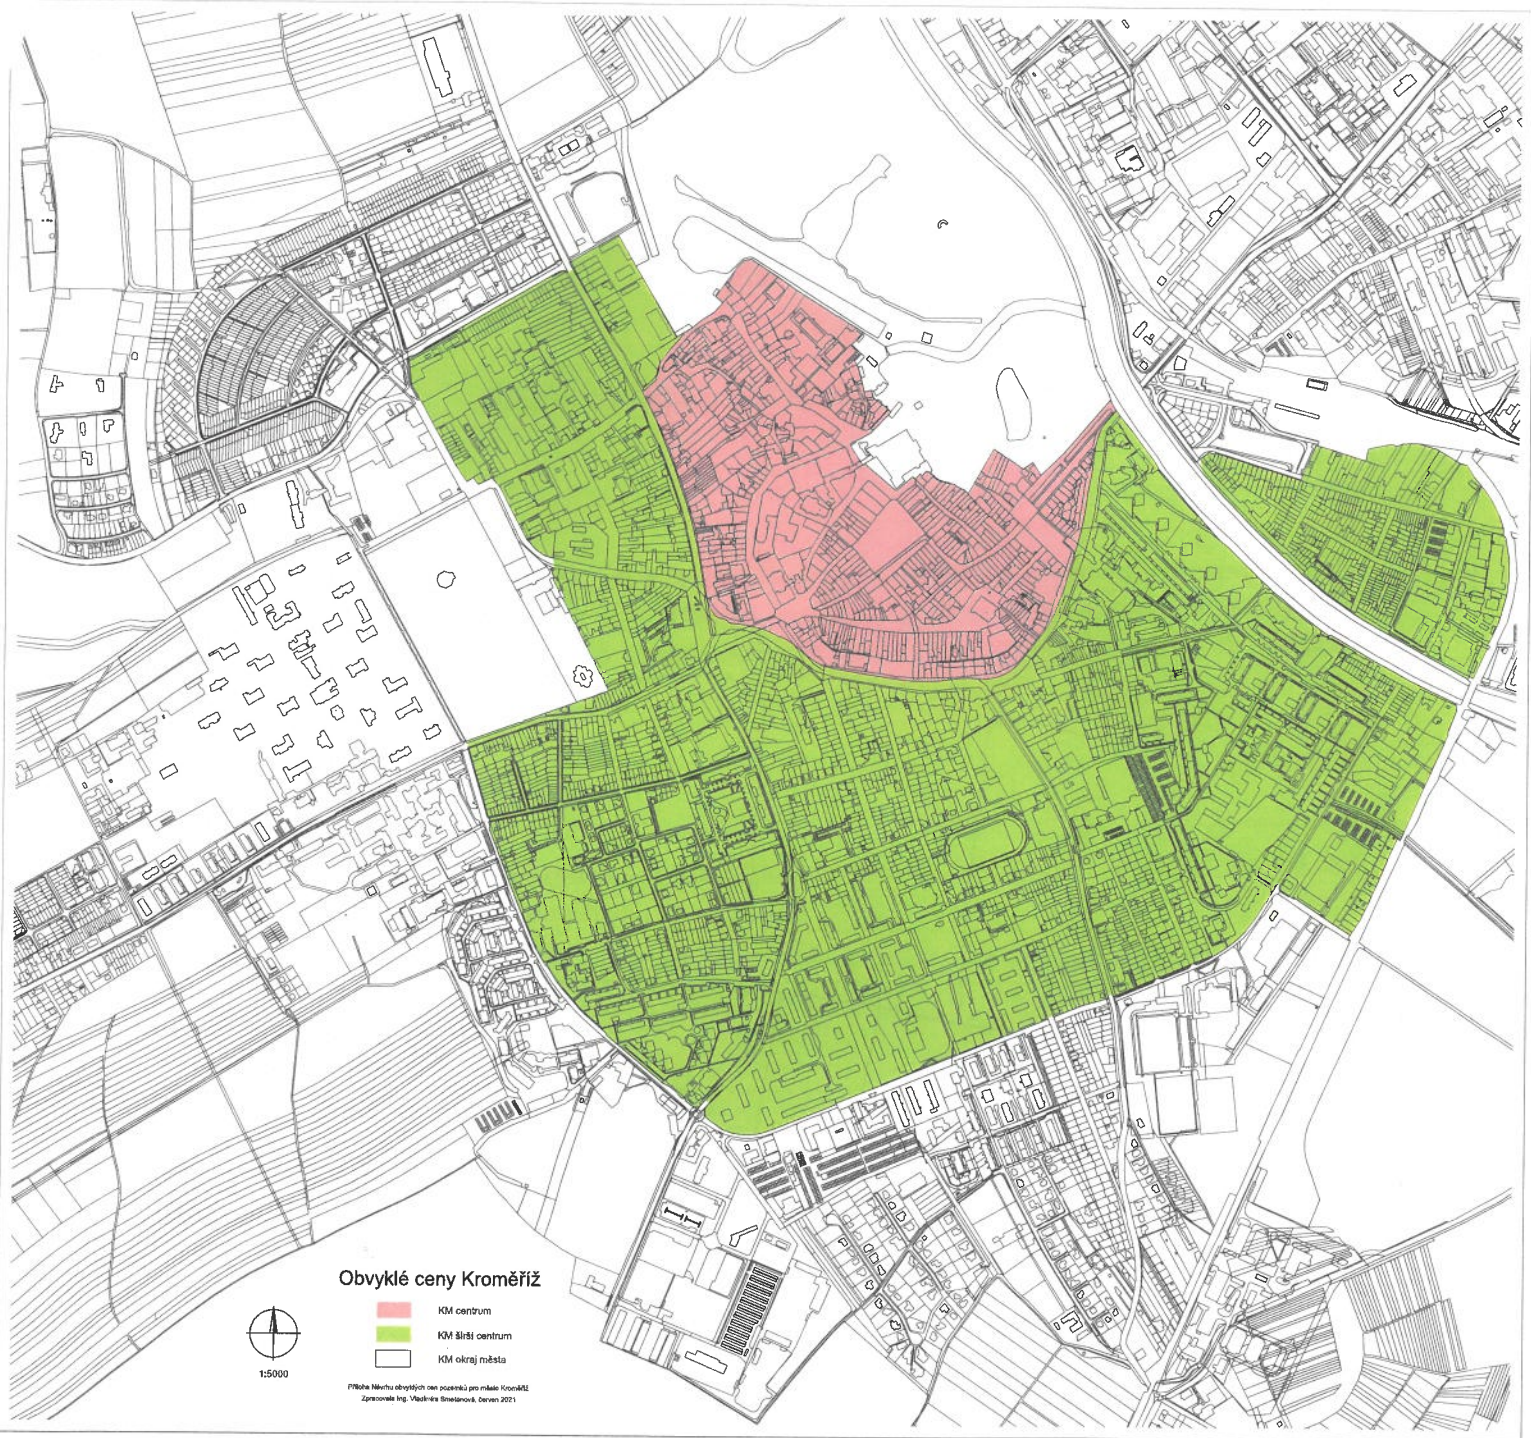 Obvyklé ceny Kroměříž
KM centrum
KM širší centrum
KM okraj města
1:5000
Příloha Návrhu obvyklých cen pozemků pro město Kroměříž
Zpracovala Ing. Vladimíra Smetanová, červen 2021